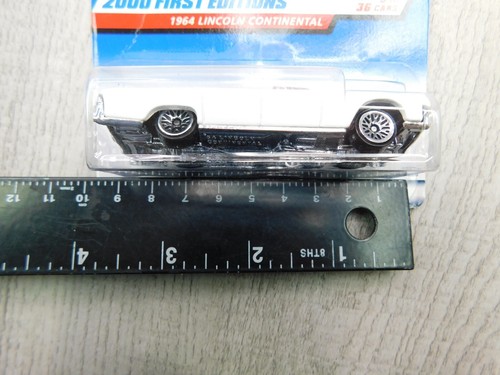 2000 FIRST EDITIONS
36 CARS
1964 LINCOLN CONTINENTAL
12 11 10 9 8 7 6 5 4 3 2 1
4 3 2 8THS 1